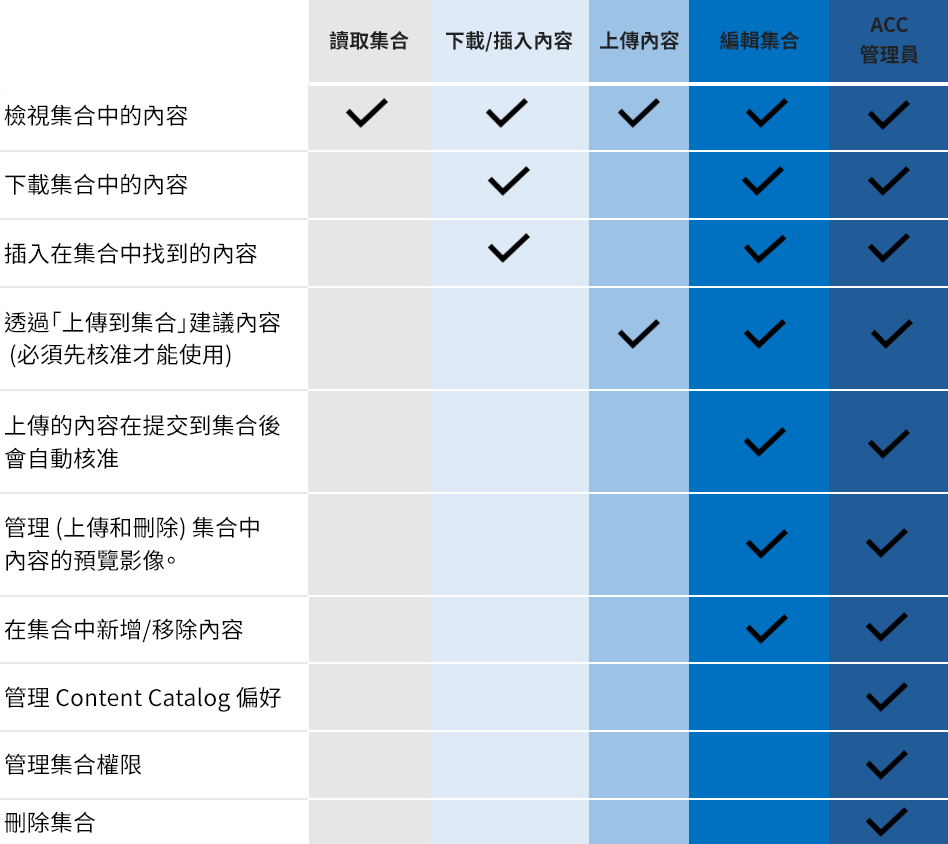 讀取集合
下載/插入內容
上傳內容
編輯集合
ACC
管理員
檢視集合中的內容
下載集合中的內容
插入在集合中找到的內容
透過「上傳到集合」建議內容
(必須先核准才能使用)
上傳的內容在提交到集合後
會自動核准
管理 (上傳和刪除) 集合中
內容的預覽影像。
在集合中新增/移除內容
管理 Content Catalog 偏好
管理集合權限
刪除集合